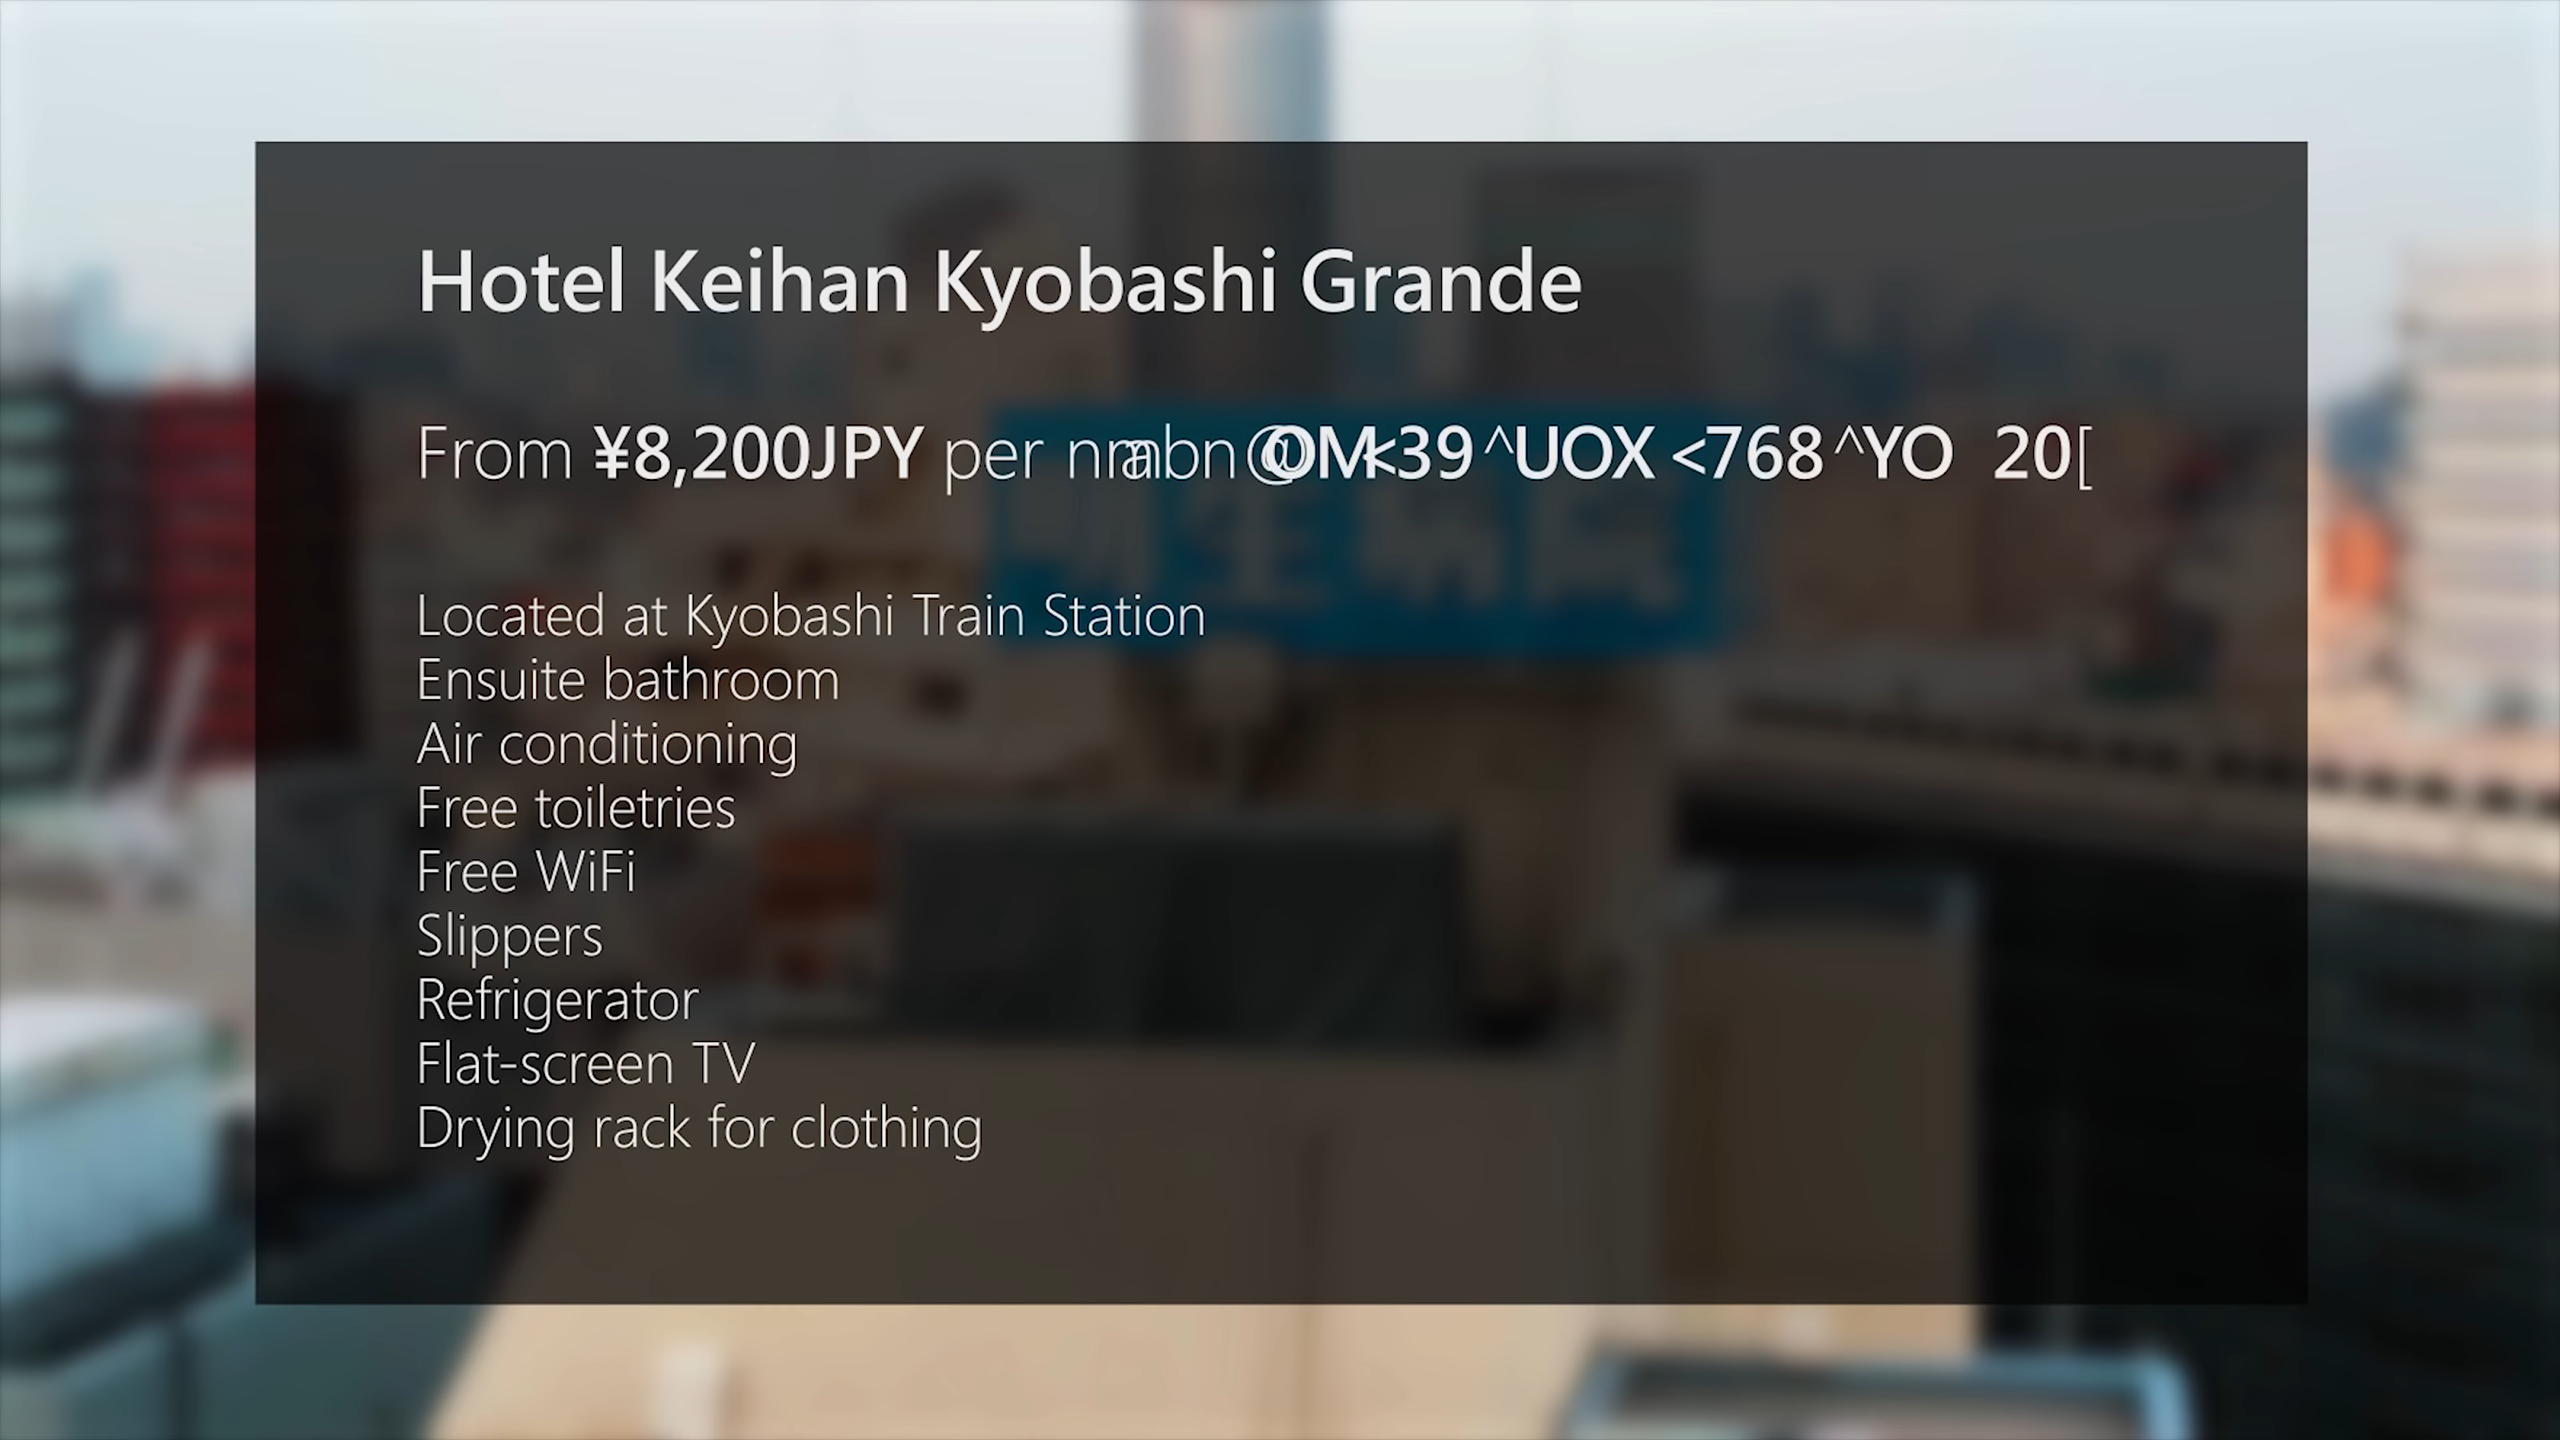 Hotel Keihan Kyobashi Grande
From ¥8,200JPY per
Located at Kyobashi Train Station
Ensuite bathroom
Air conditioning
Free toiletries
Free WiFi
Slippers
Refrigerator
Flat-screen TV
Drying rack for clothing